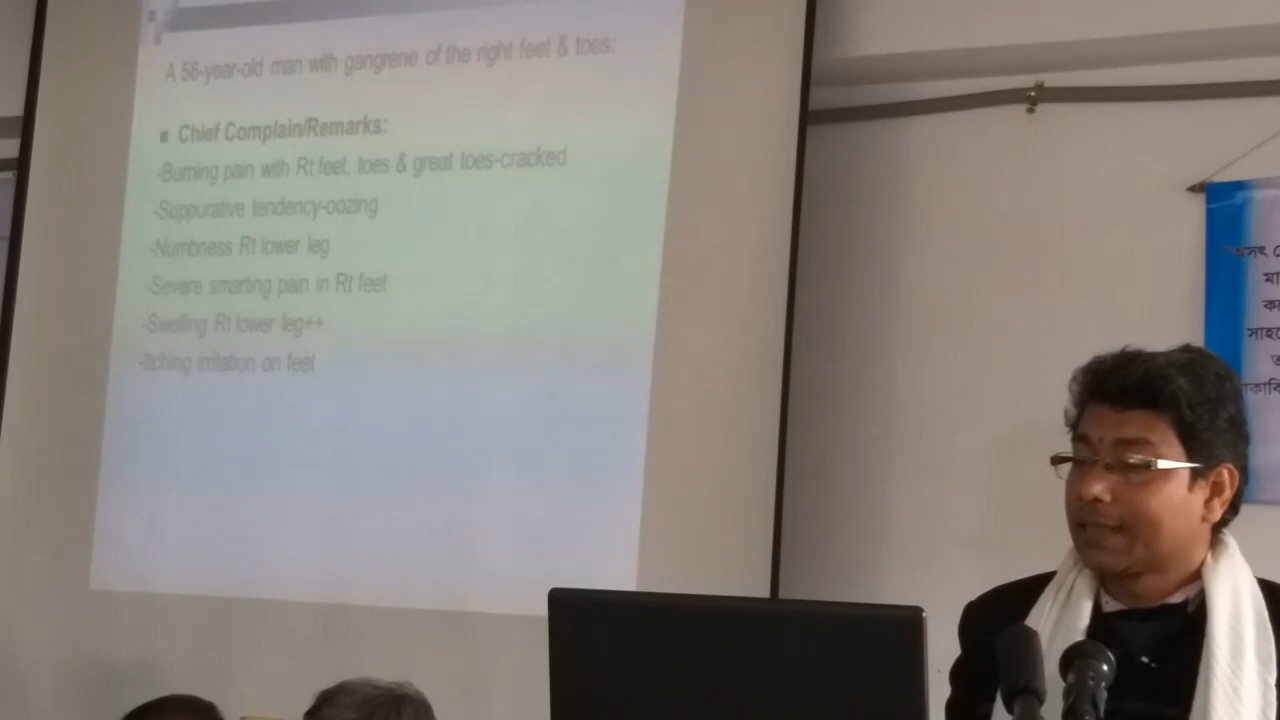 A 56-year-old man with gangrene of the right feet & toes:
■ Chief Complain/Remarks:
-Burning pain with Rt feet, toes & great toes-cracked
-Suppurative tendency-oozing
-Numbness Rt lower leg
-Severe smarting pain in Rt feet
-Swelling Rt lower leg++
-Itching irritation on feet
অসৎ
মা
সাহ